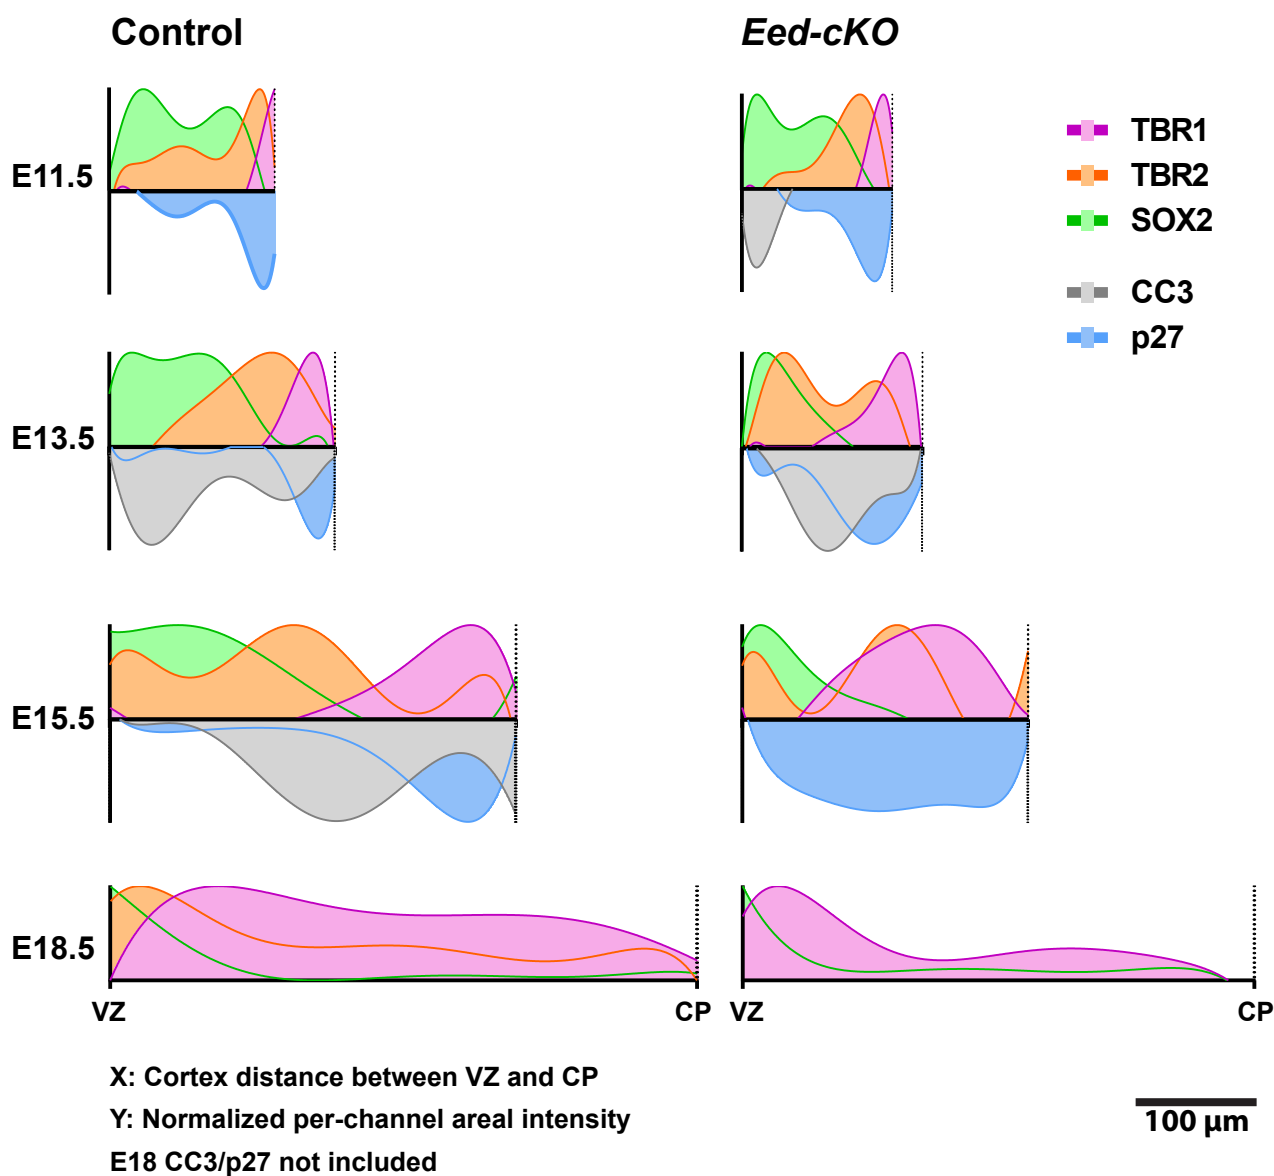 Control
Eed-cKO
E11.5
TBR1
TBR2
SOX2
CC3
p27
E13.5
E15.5
E18.5
VZ
CP
VZ
CP
X: Cortex distance between VZ and CP
Y: Normalized per-channel areal intensity
E18 CC3/p27 not included
100 µm